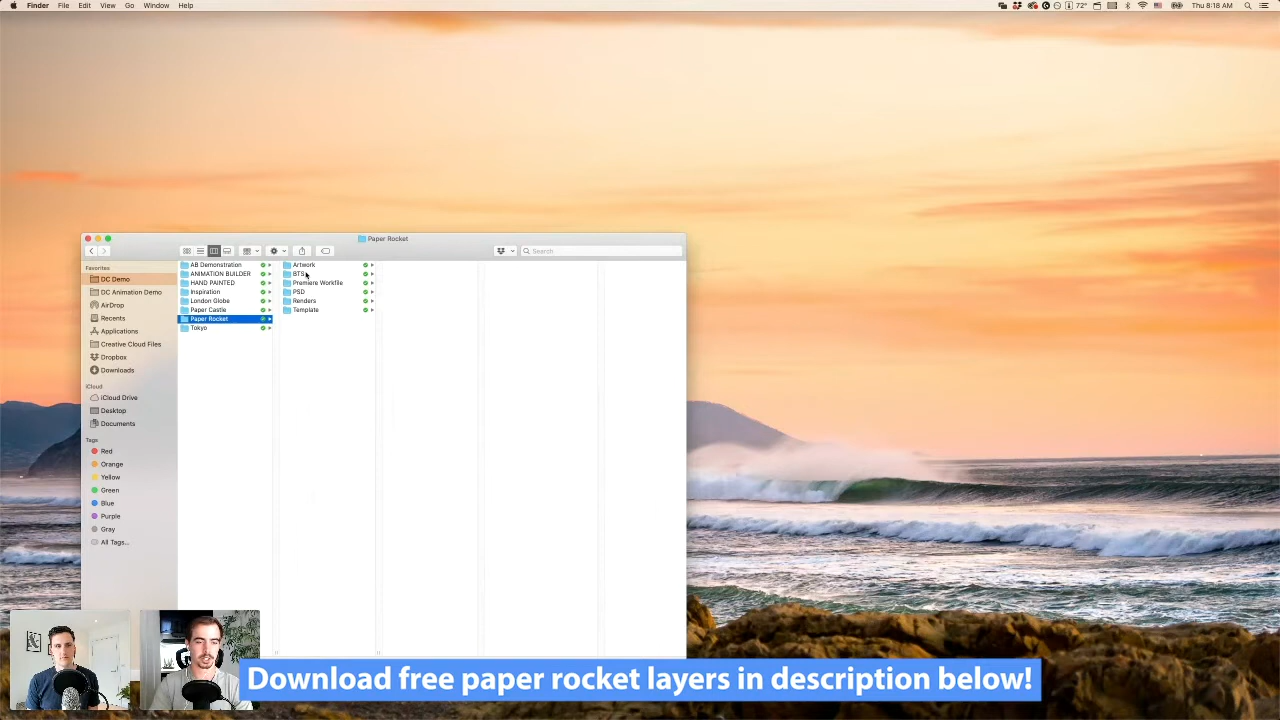 Finder File Edit View Go Window Help
72° Thu 8:18 AM
Paper Rocket
Search
Favorites
DC Demo
DC Animation Demo
AirDrop
Recents
Applications
Creative Cloud Files
Dropbox
Downloads
iCloud
iCloud Drive
Desktop
Documents
Tags
Red
Orange
Yellow
Green
Blue
Purple
Gray
All Tags...
AB Demonstration
ANIMATION BUILDER
HAND PAINTED
Inspiration
London Globe
Paper Castle
Paper Rocket
Tokyo
Artwork
BTS
Premiere Workfile
PSD
Renders
Template
Download free paper rocket layers in description below!